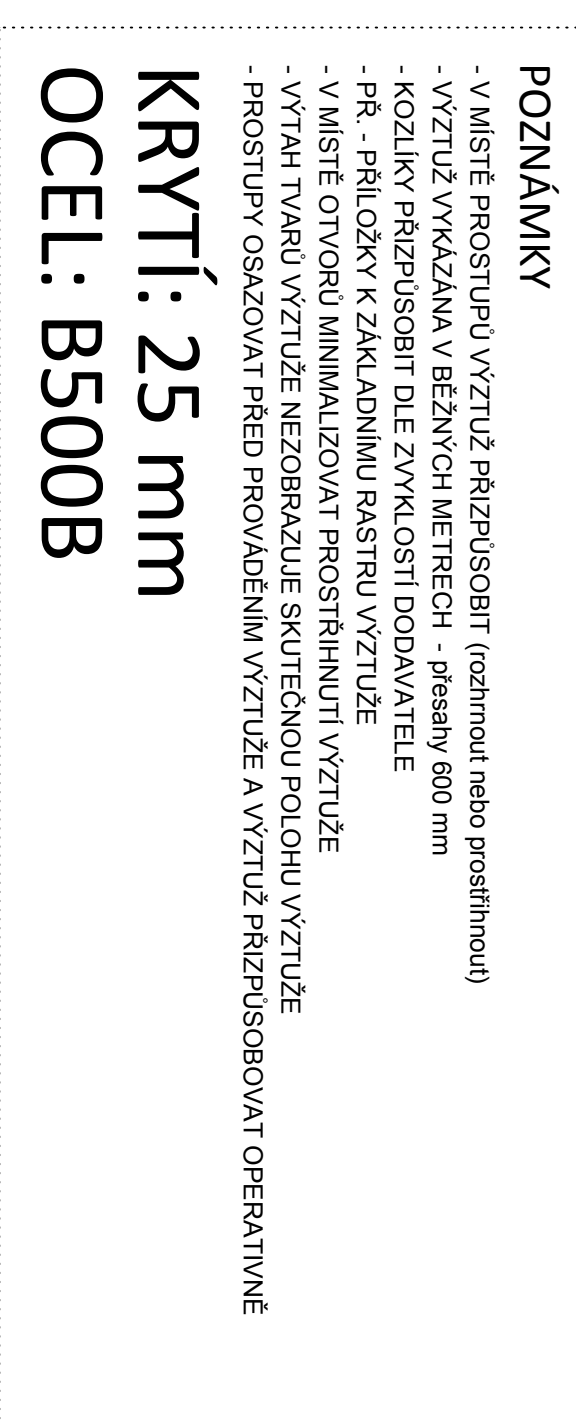 POZNÁMKY
- V MÍSTĚ PROSTUPŮ VÝZTUŽ PŘIZPŮSOBIT (rozhrnout nebo prostřihnout)
- VÝZTUŽ VYKÁZÁNA V BĚŽNÝCH METRECH - přesahy 600 mm
- KOZLÍKY PŘIZPŮSOBIT DLE ZVYKLOSTÍ DODAVATELE
- PŘ. - PŘÍLOŽKY K ZÁKLADNÍMU RASTRU VÝZTUŽE
- V MÍSTĚ OTVORŮ MINIMALIZOVAT PROSTŘIHNUTÍ VÝZTUŽE
- VÝTAH TVARŮ VÝZTUŽE NEZOBRAZUJE SKUTEČNOU POLOHU VÝZTUŽE
- PROSTUPY OSAZOVAT PŘED PROVÁDĚNÍM VÝZTUŽE A VÝZTUŽ PŘIZPŮSOBOVAT OPERATIVNĚ
KRYTÍ: 25 mm
OCEL: B500B